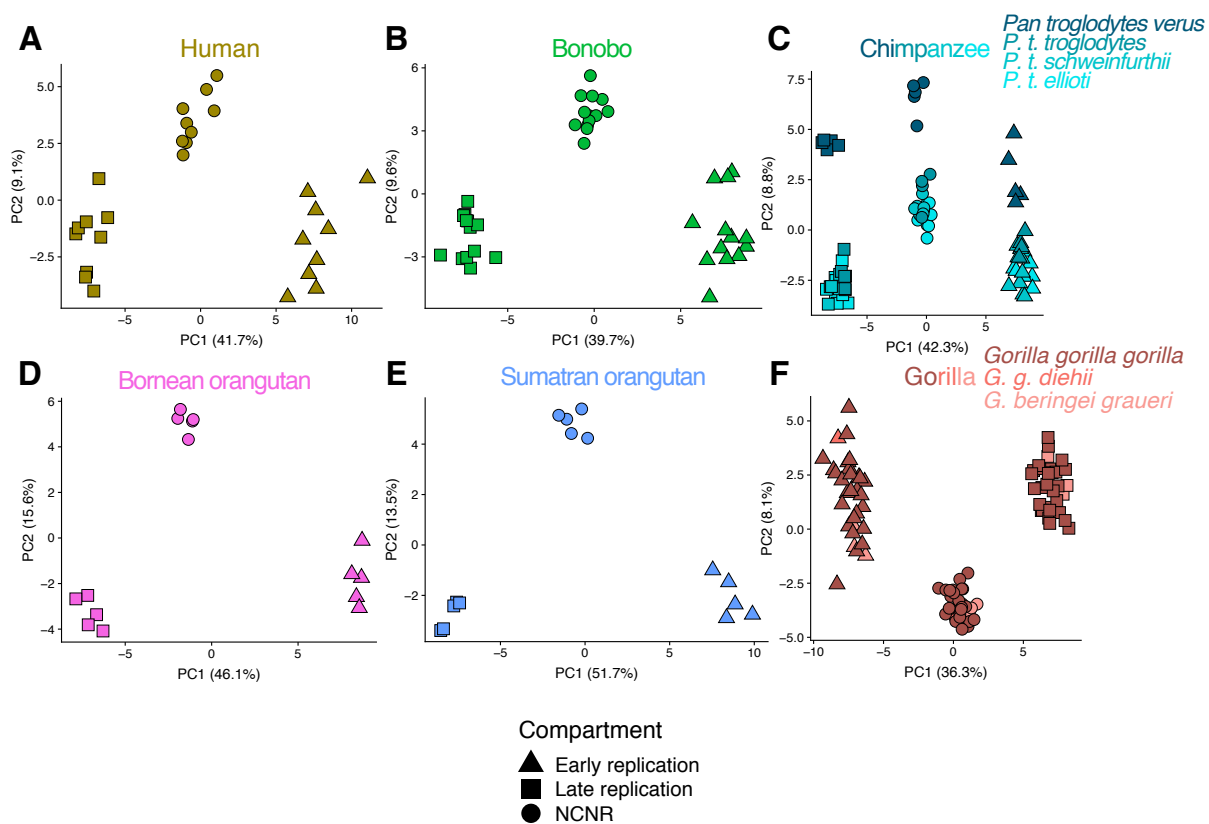 A
Human
PC2 (9.1%)
5.0
2.5
0.0
−2.5
−5
0
5
10
PC1 (41.7%)
B
Bonobo
PC2 (9.6%)
6
3
0
−3
−5
0
5
PC1 (39.7%)
C
Chimpanzee
Pan troglodytes verus
P. t. troglodytes
P. t. schweinfurthii
P. t. ellioti
PC2 (8.8%)
7.5
5.0
2.5
0.0
−2.5
−5
0
5
PC1 (42.3%)
D
Bornean orangutan
PC2 (15.6%)
6
4
2
0
−2
−4
−5
0
5
PC1 (46.1%)
E
Sumatran orangutan
PC2 (13.5%)
4
2
−2
−5
0
5
10
PC1 (51.7%)
F
Gorilla
Gorilla gorilla gorilla
G. g. diehii
G. beringei graueri
PC2 (8.1%)
5.0
2.5
0.0
−2.5
−5.0
−10
−5
0
5
PC1 (36.3%)
Compartment
Early replication
Late replication
NCNR